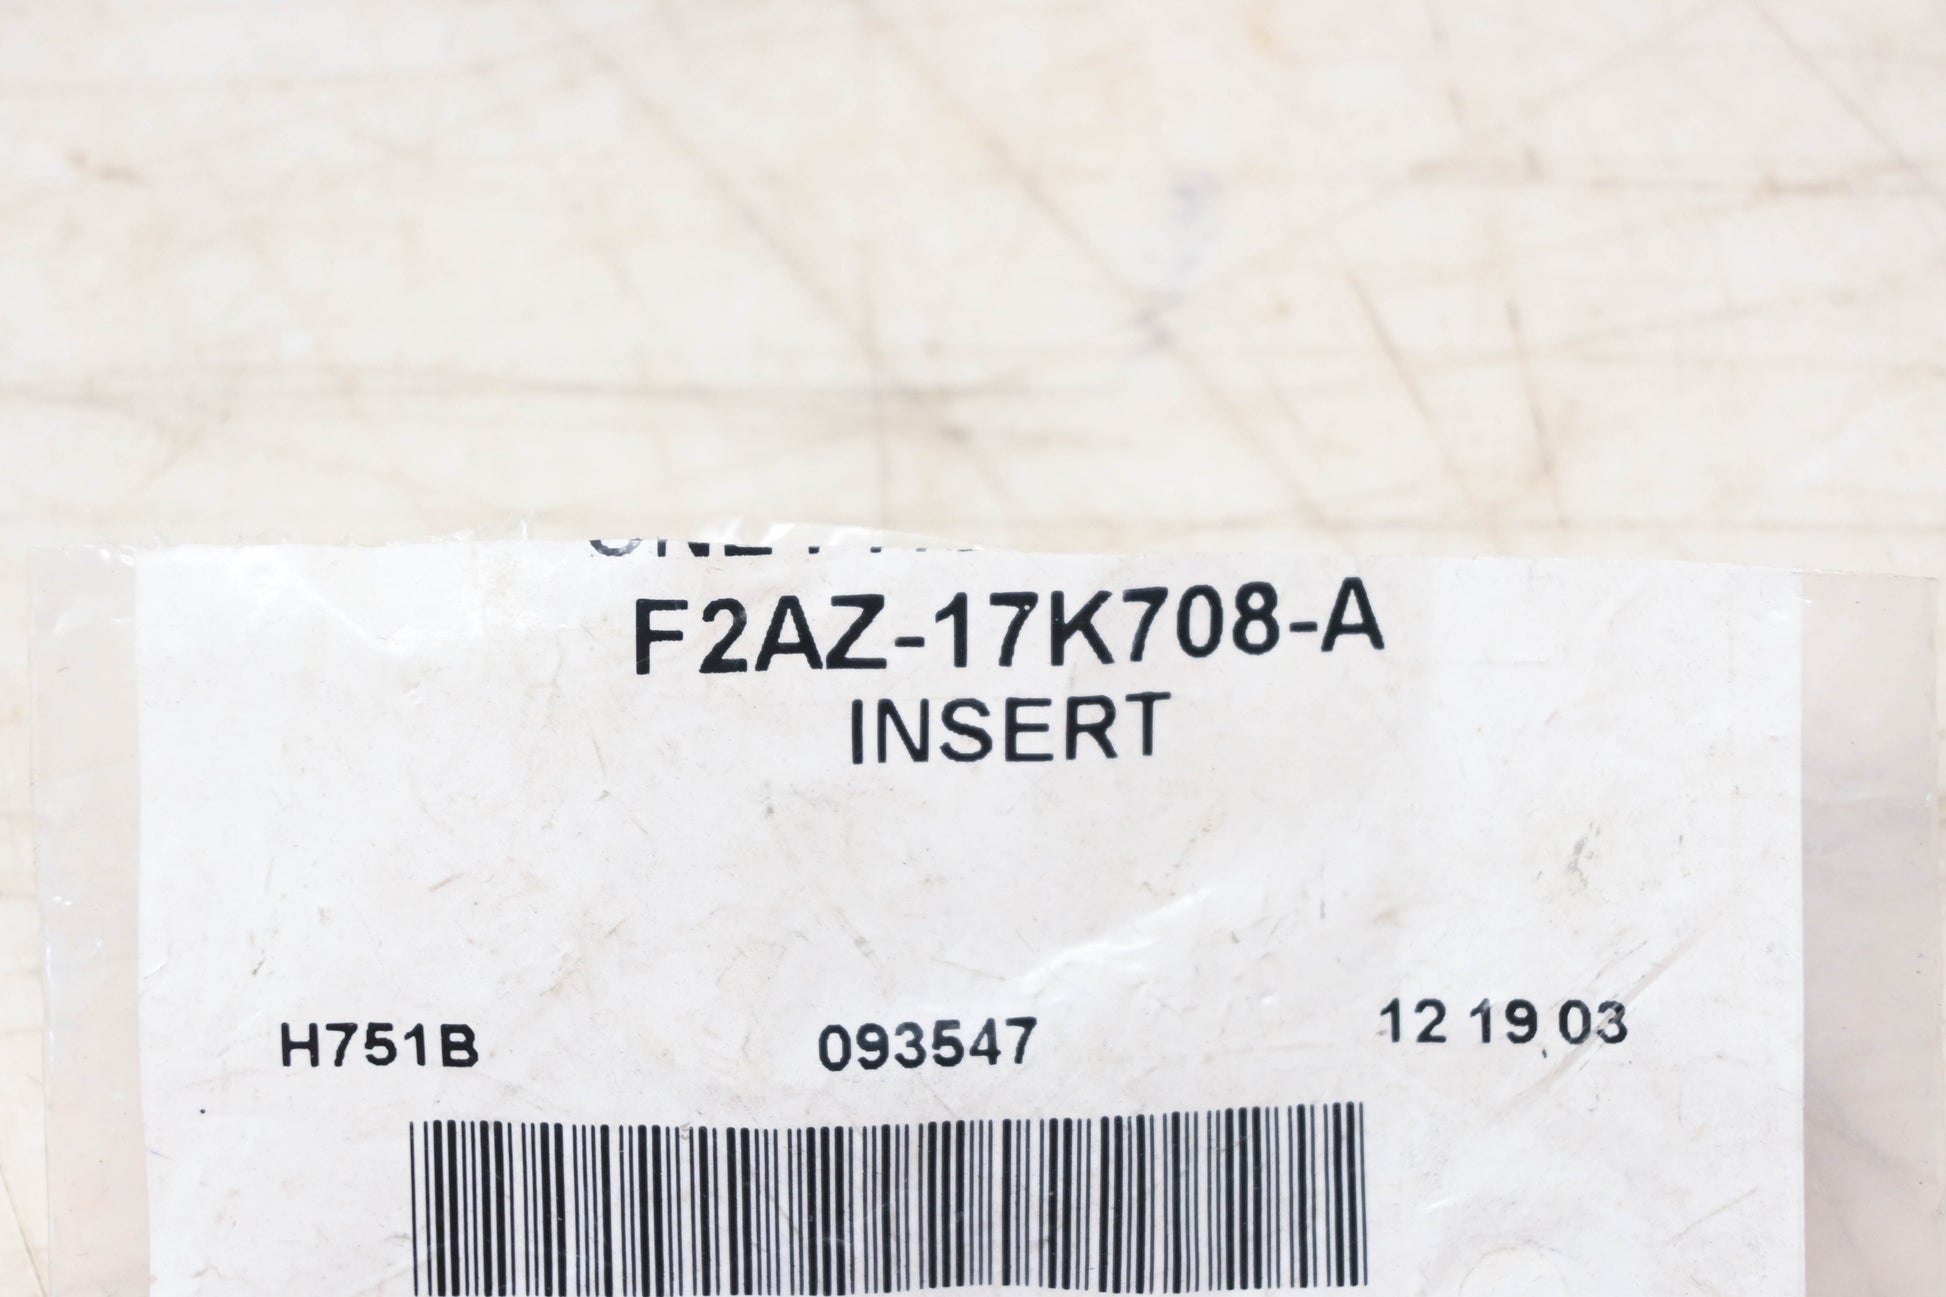 F2AZ-17K708-A
INSERT
H751B 093547 12 19 03